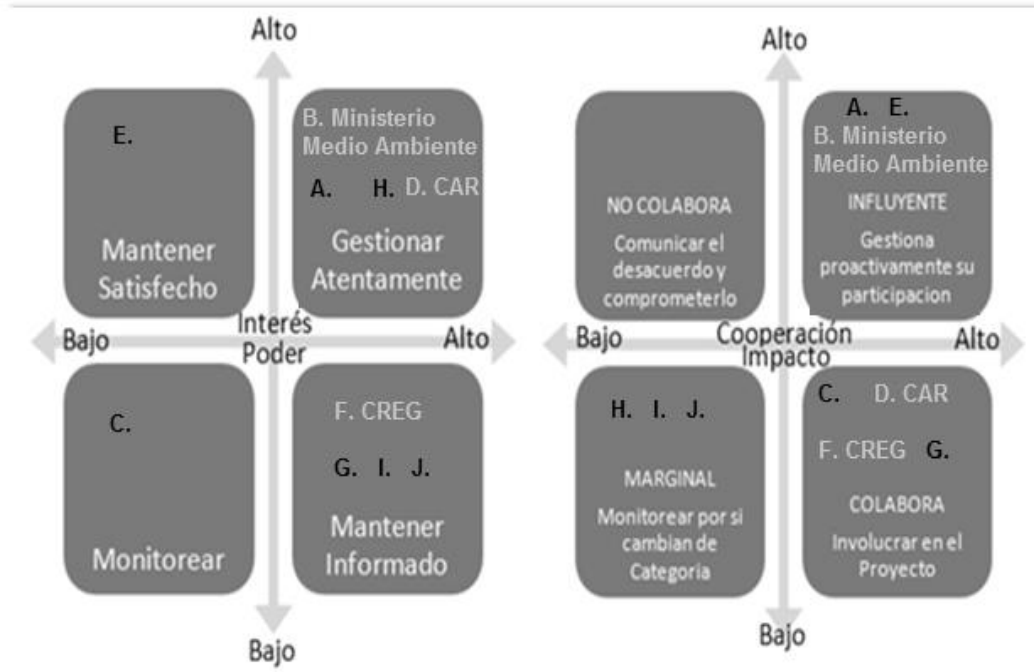 Alto
E.
B. Ministerio
Medio Ambiente
A. H. D. CAR
Mantener
Satisfecho
Gestionar
Atentamente
Bajo
Interés
Poder
Alto
C.
F. CREG
G. I. J.
Monitorear
Mantener
Informado
Bajo
Alto
A. E.
B. Ministerio
Medio Ambiente
NO COLABORA
Comunicar el
desacuerdo y
comprometerlo
INFLUYENTE
Gestiona
proactivamente su
participacion
Bajo
Cooperación
Impacto
Alto
H. I. J.
C. D. CAR
F. CREG G.
MARGINAL
Monitorear por si
cambian de
Categoria
COLABORA
Involucrar en el
Proyecto
Bajo